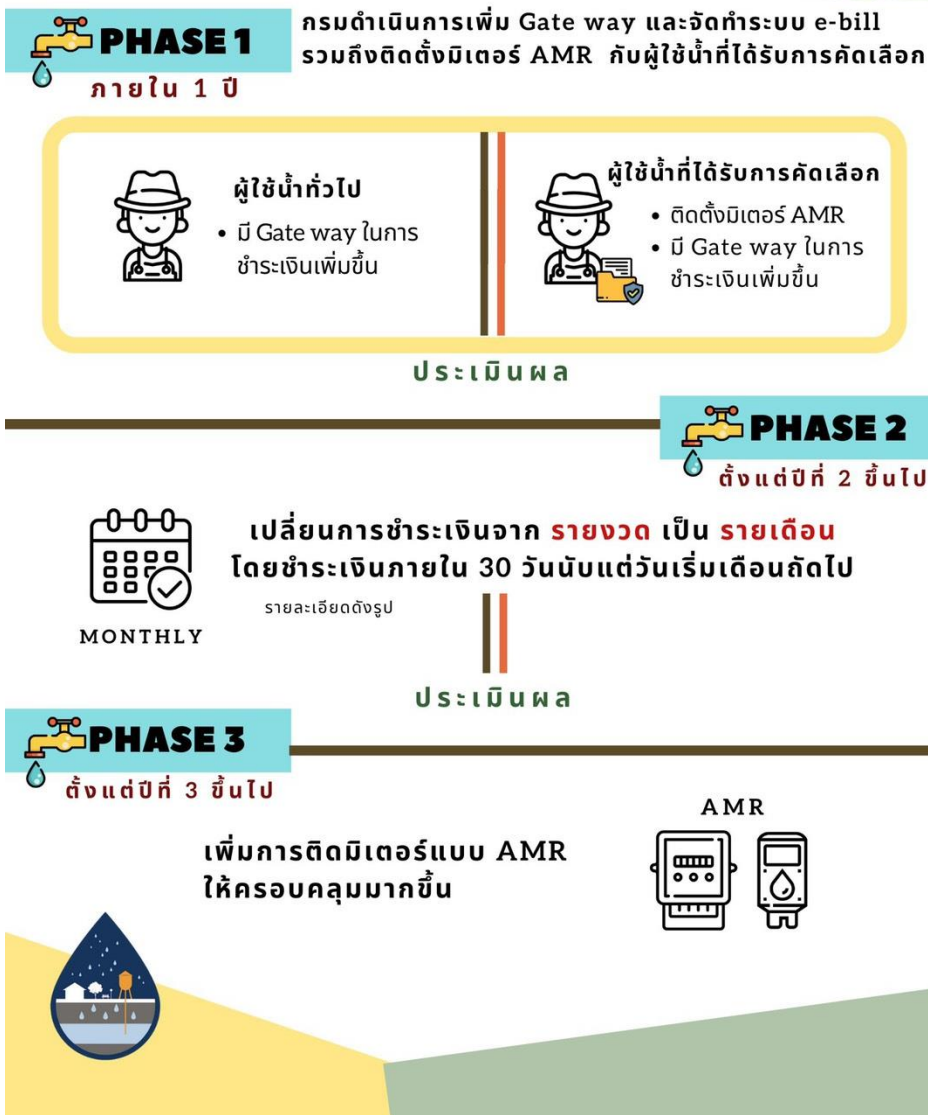 PHASE 1
ภายใน 1 ปี
กรมดำเนินการเพิ่ม Gate way และจัดทำระบบ e-bill
รวมถึงติดตั้งมิเตอร์ AMR กับผู้ใช้น้ำที่ได้รับการคัดเลือก
ผู้ใช้น้ำทั่วไป
• มี Gate way ในการ
ชำระเงินเพิ่มขึ้น
ผู้ใช้น้ำที่ได้รับการคัดเลือก
• ติดตั้งมิเตอร์ AMR
• มี Gate way ในการ
ชำระเงินเพิ่มขึ้น
ประเมินผล
PHASE 2
ตั้งแต่ปีที่ 2 ขึ้นไป
เปลี่ยนการชำระเงินจาก รายงวด เป็น รายเดือน
โดยชำระเงินภายใน 30 วันนับแต่วันเริ่มเดือนถัดไป
รายละเอียดดังรูป
MONTHLY
ประเมินผล
PHASE 3
ตั้งแต่ปีที่ 3 ขึ้นไป
เพิ่มการติดมิเตอร์แบบ AMR
ให้ครอบคลุมมากขึ้น
AMR